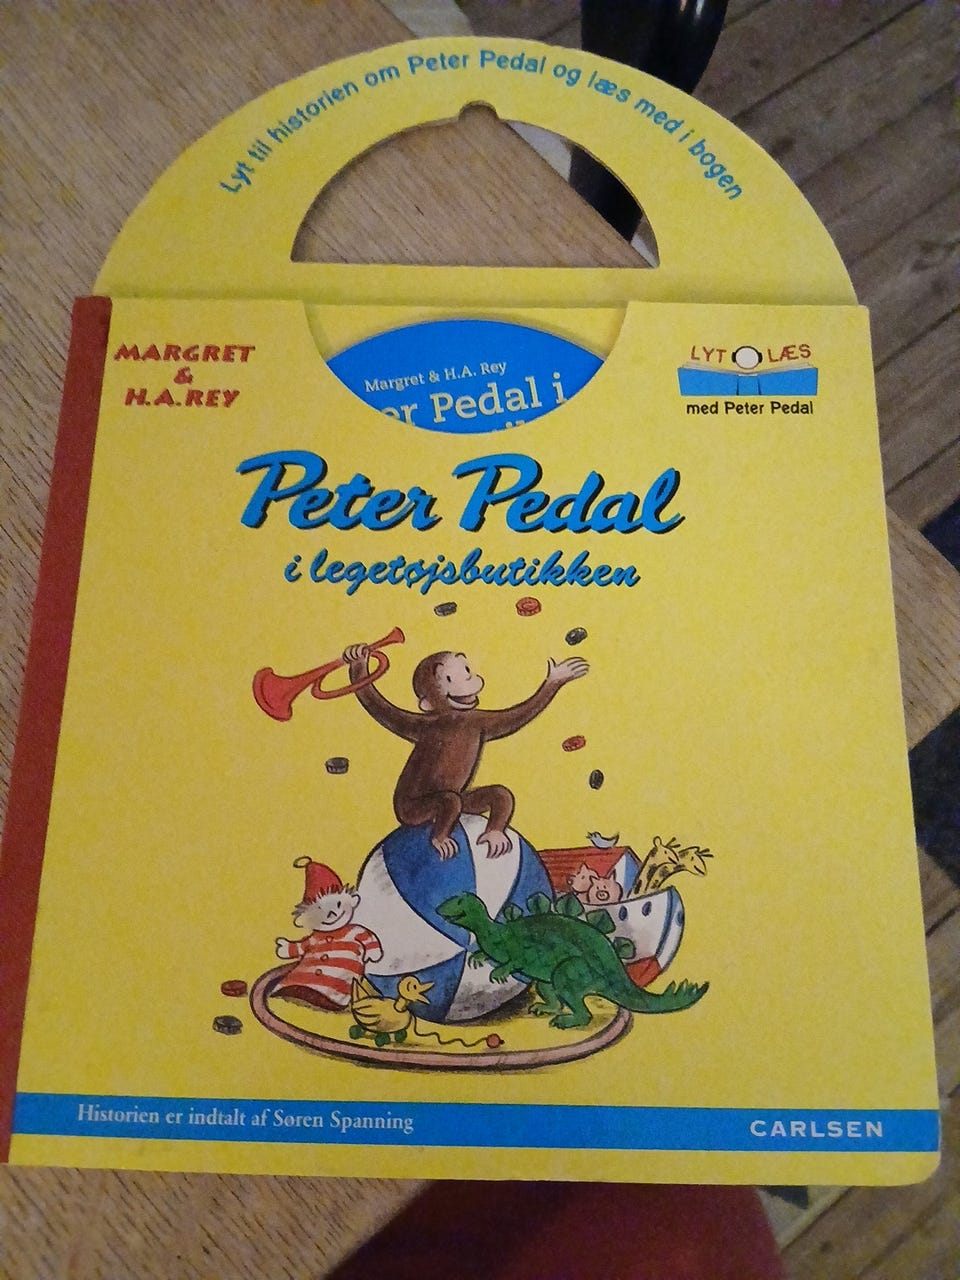 Lyt til historien om Peter Pedal og læs med i bogen
MARGRET
&
H.A.REY
Margret & H.A. Rey
Pedal i
LYT LÆS
med Peter Pedal
Peter Pedal
i legetøjsbutikken
Historien er indtalt af Søren Spanning
CARLSEN